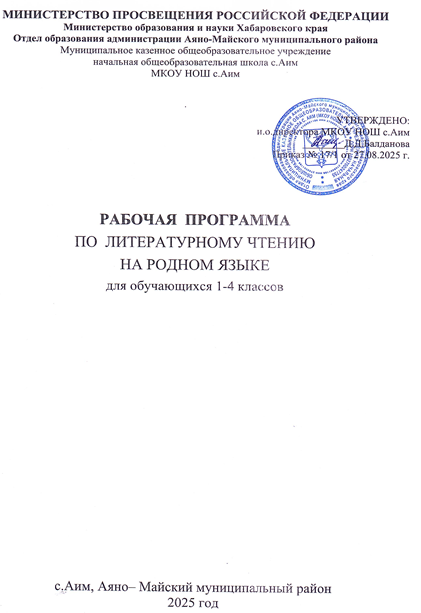 МИНИСТЕРСТВО ПРОСВЕЩЕНИЯ РОССИЙСКОЙ ФЕДЕРАЦИИ
Министерство образования и науки Хабаровского края
Отдел образования администрации Аяно-Майского муниципального района
Муниципальное казенное общеобразовательное учреждение
начальная общеобразовательная школа с.Аим
МКОУ НОШ с.Аим
УТВЕРЖДЕНО:
и.о.директора МКОУ НОШ с.Аим
Д.Д.Балданова
Приказ № 17/1 от 27.08.2025 г.
РАБОЧАЯ ПРОГРАММА
ПО ЛИТЕРАТУРНОМУ ЧТЕНИЮ
НА РОДНОМ ЯЗЫКЕ
для обучающихся 1-4 классов
с.Аим, Аяно– Майский муниципальный район
2025 год